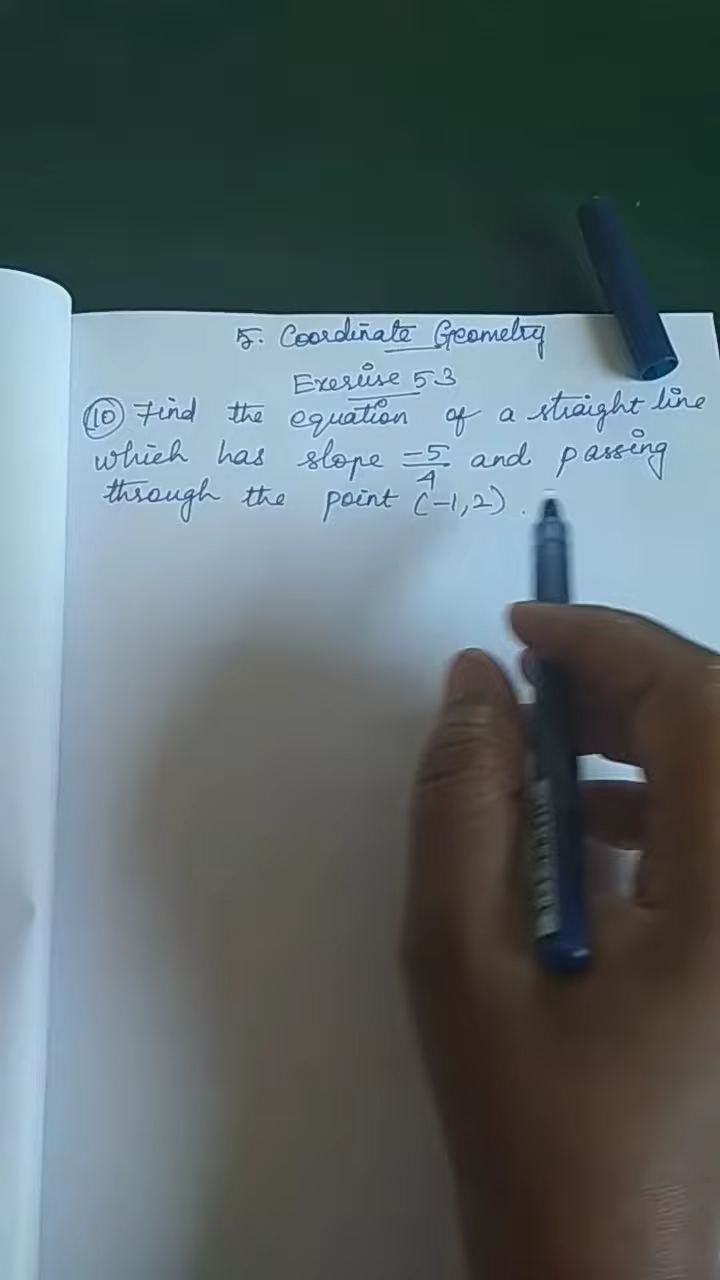 5. Coordinate Geometry
Exercise 5.3
(10) Find the equation of a straight line
which has slope -5/4 and passing
through the point (-1,2).